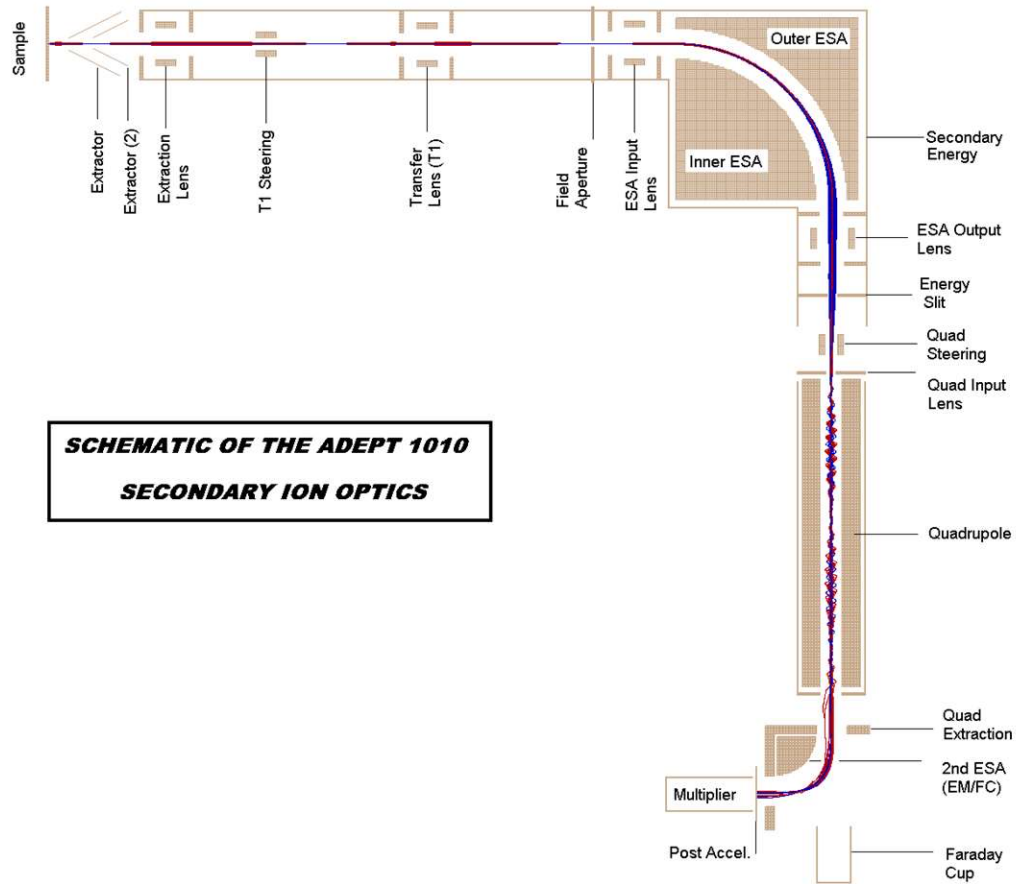 Sample
Extractor
Extractor (2)
Extraction
Lens
T1 Steering
Transfer
Lens (T1)
Field
Aperture
ESA Input
Lens
Outer ESA
Inner ESA
Secondary
Energy
ESA Output
Lens
Energy
Slit
Quad
Steering
Quad Input
Lens
SCHEMATIC OF THE ADEPT 1010
SECONDARY ION OPTICS
Quadrupole
Quad
Extraction
2nd ESA
(EM/FC)
Multiplier
Post Accel.
Faraday
Cup